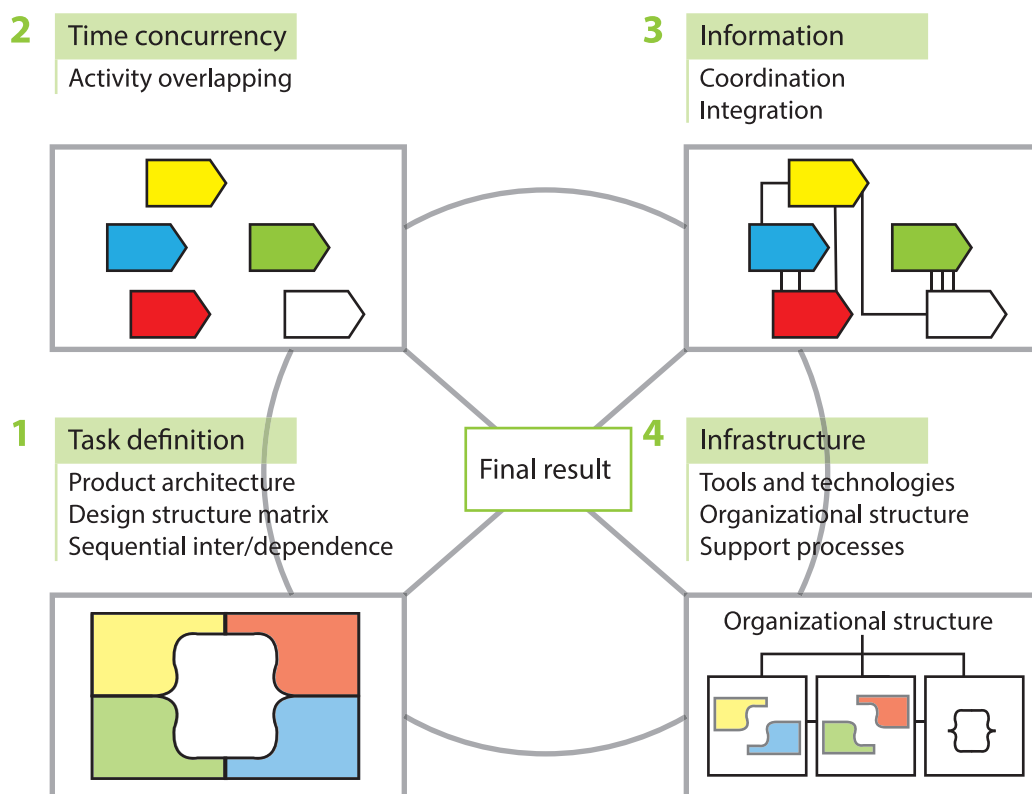 2 Time concurrency
Activity overlapping
3 Information
Coordination
Integration
1 Task definition
Product architecture
Design structure matrix
Sequential inter/dependence
Final result
4 Infrastructure
Tools and technologies
Organizational structure
Support processes
Organizational structure